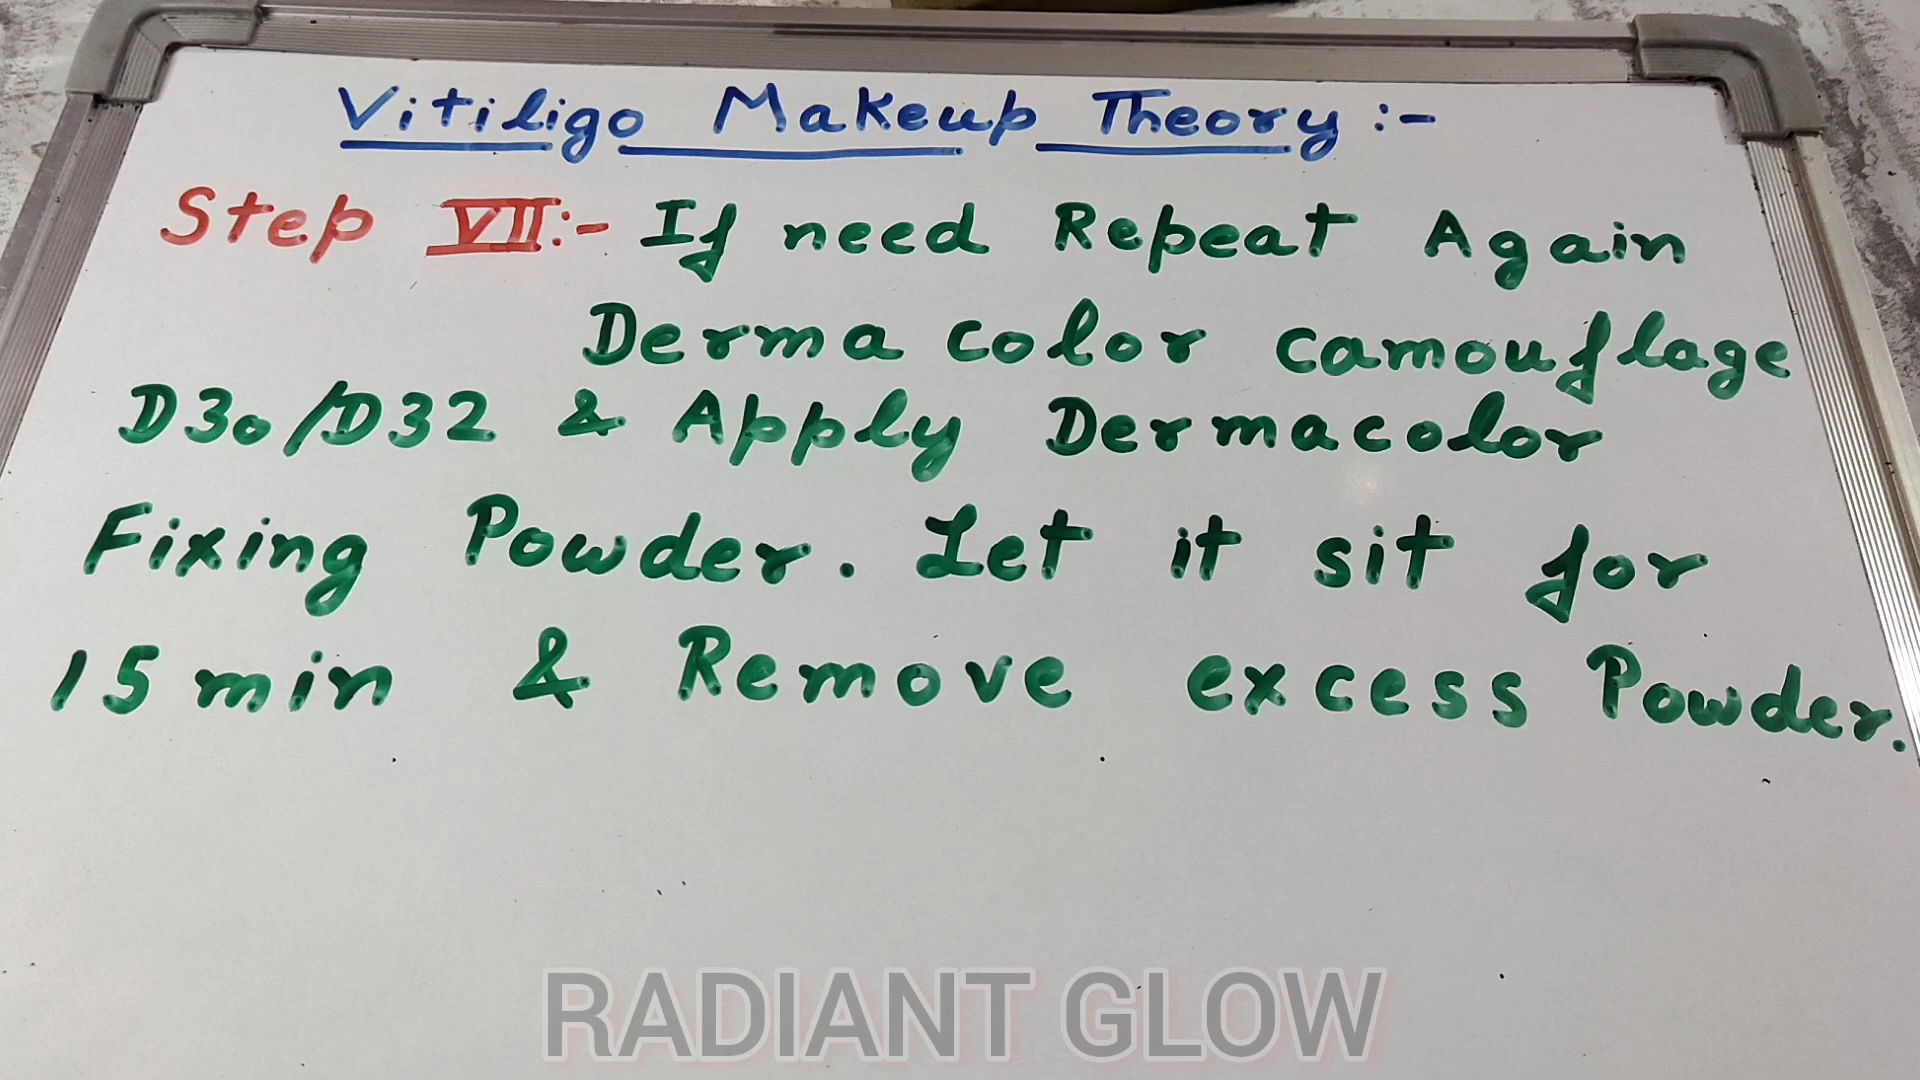 Vitiligo Makeup Theory:-
Step VII:- If need Repeat Again
Derma color camouflage
D30/D32 & Apply Dermacolor
Fixing Powder. Let it sit for
15 min & Remove excess Powder.
RADIANT GLOW